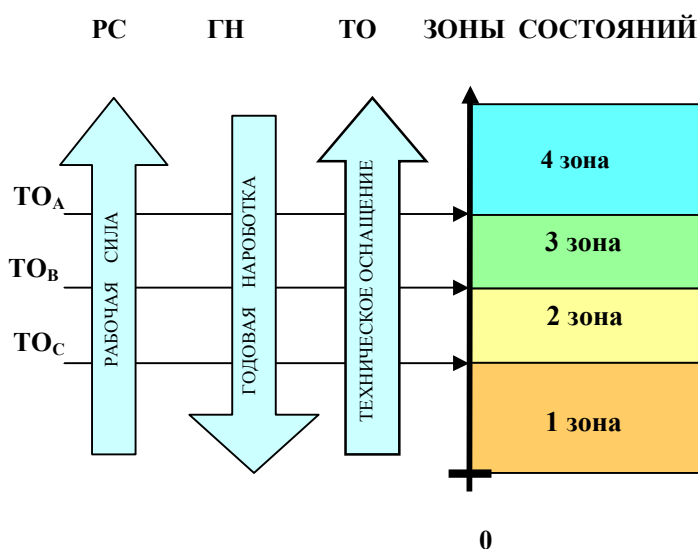 РС ГН ТО ЗОНЫ СОСТОЯНИЙ
4 зона
ТОА
3 зона
ТОВ
2 зона
ТОС
1 зона
РАБОЧАЯ СИЛА
ГОДОВАЯ НАРОБОТКА
ТЕХНИЧЕСКОЕ ОСНАЩЕНИЕ
0